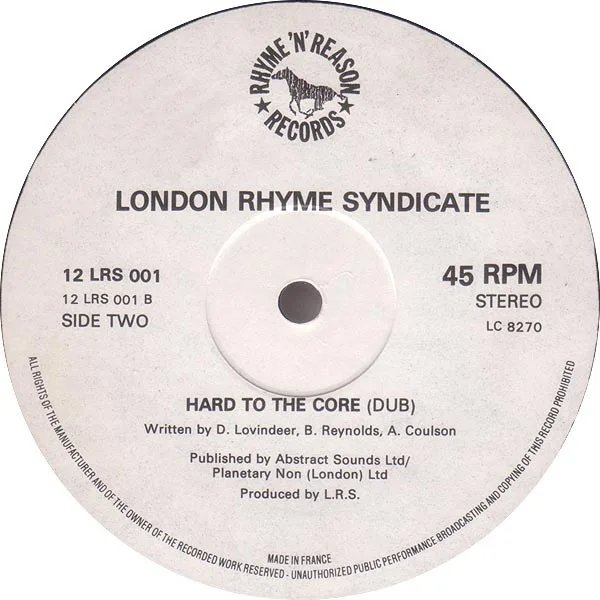 RHYME 'N' REASON
RECORDS
LONDON RHYME SYNDICATE
12 LRS 001
12 LRS 001 B
SIDE TWO
45 RPM
STEREO
LC 8270
HARD TO THE CORE (DUB)
Written by D. Lovindeer, B. Reynolds, A. Coulson
Published by Abstract Sounds Ltd/
Planetary Non (London) Ltd
Produced by L.R.S.
MADE IN FRANCE
ALL RIGHTS OF THE MANUFACTURER AND OF THE OWNER OF THE RECORDED WORK RESERVED - UNAUTHORIZED PUBLIC PERFORMANCE BROADCASTING AND COPYING OF THIS RECORD PROHIBITED